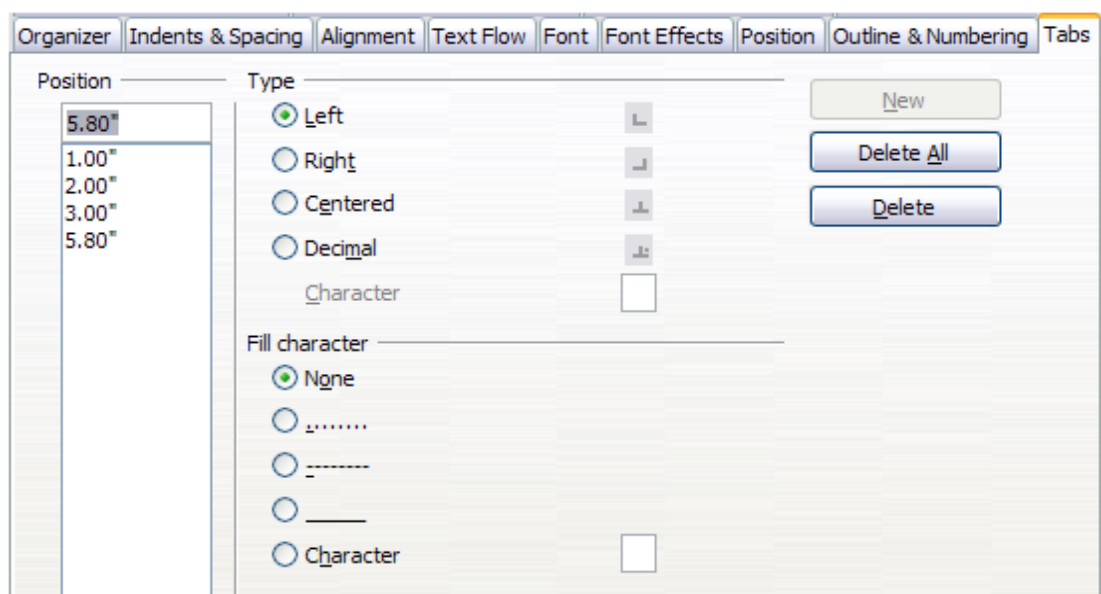 Organizer Indents & Spacing Alignment Text Flow Font Font Effects Position Outline & Numbering Tabs
Position
5.80"
1.00"
2.00"
3.00"
5.80"
Type
Left
Right
Centered
Decimal
Character
Fill character
None
........
--------
_____
Character
New
Delete All
Delete